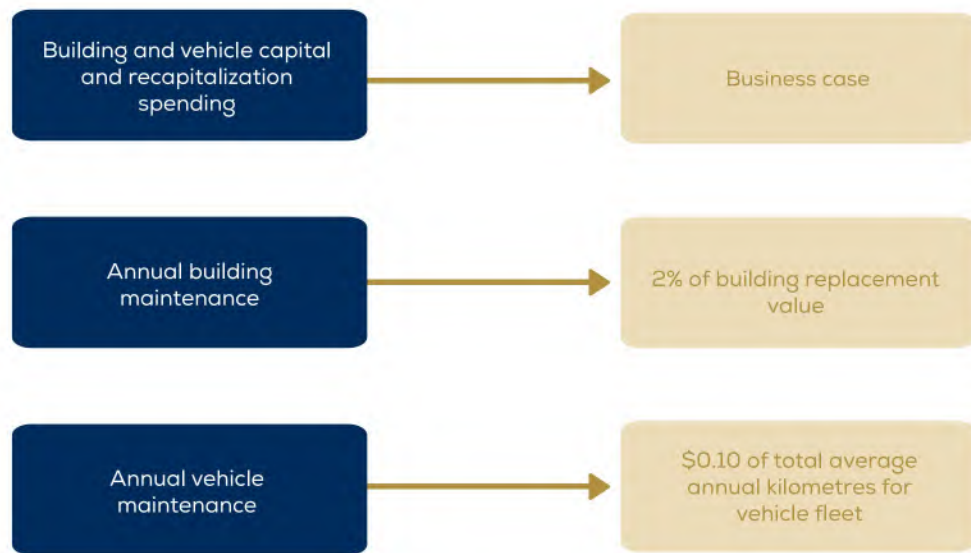 Building and vehicle capital
and recapitalization
spending
Business case
Annual building
maintenance
2% of building replacement
value
Annual vehicle
maintenance
$0.10 of total average
annual kilometres for
vehicle fleet